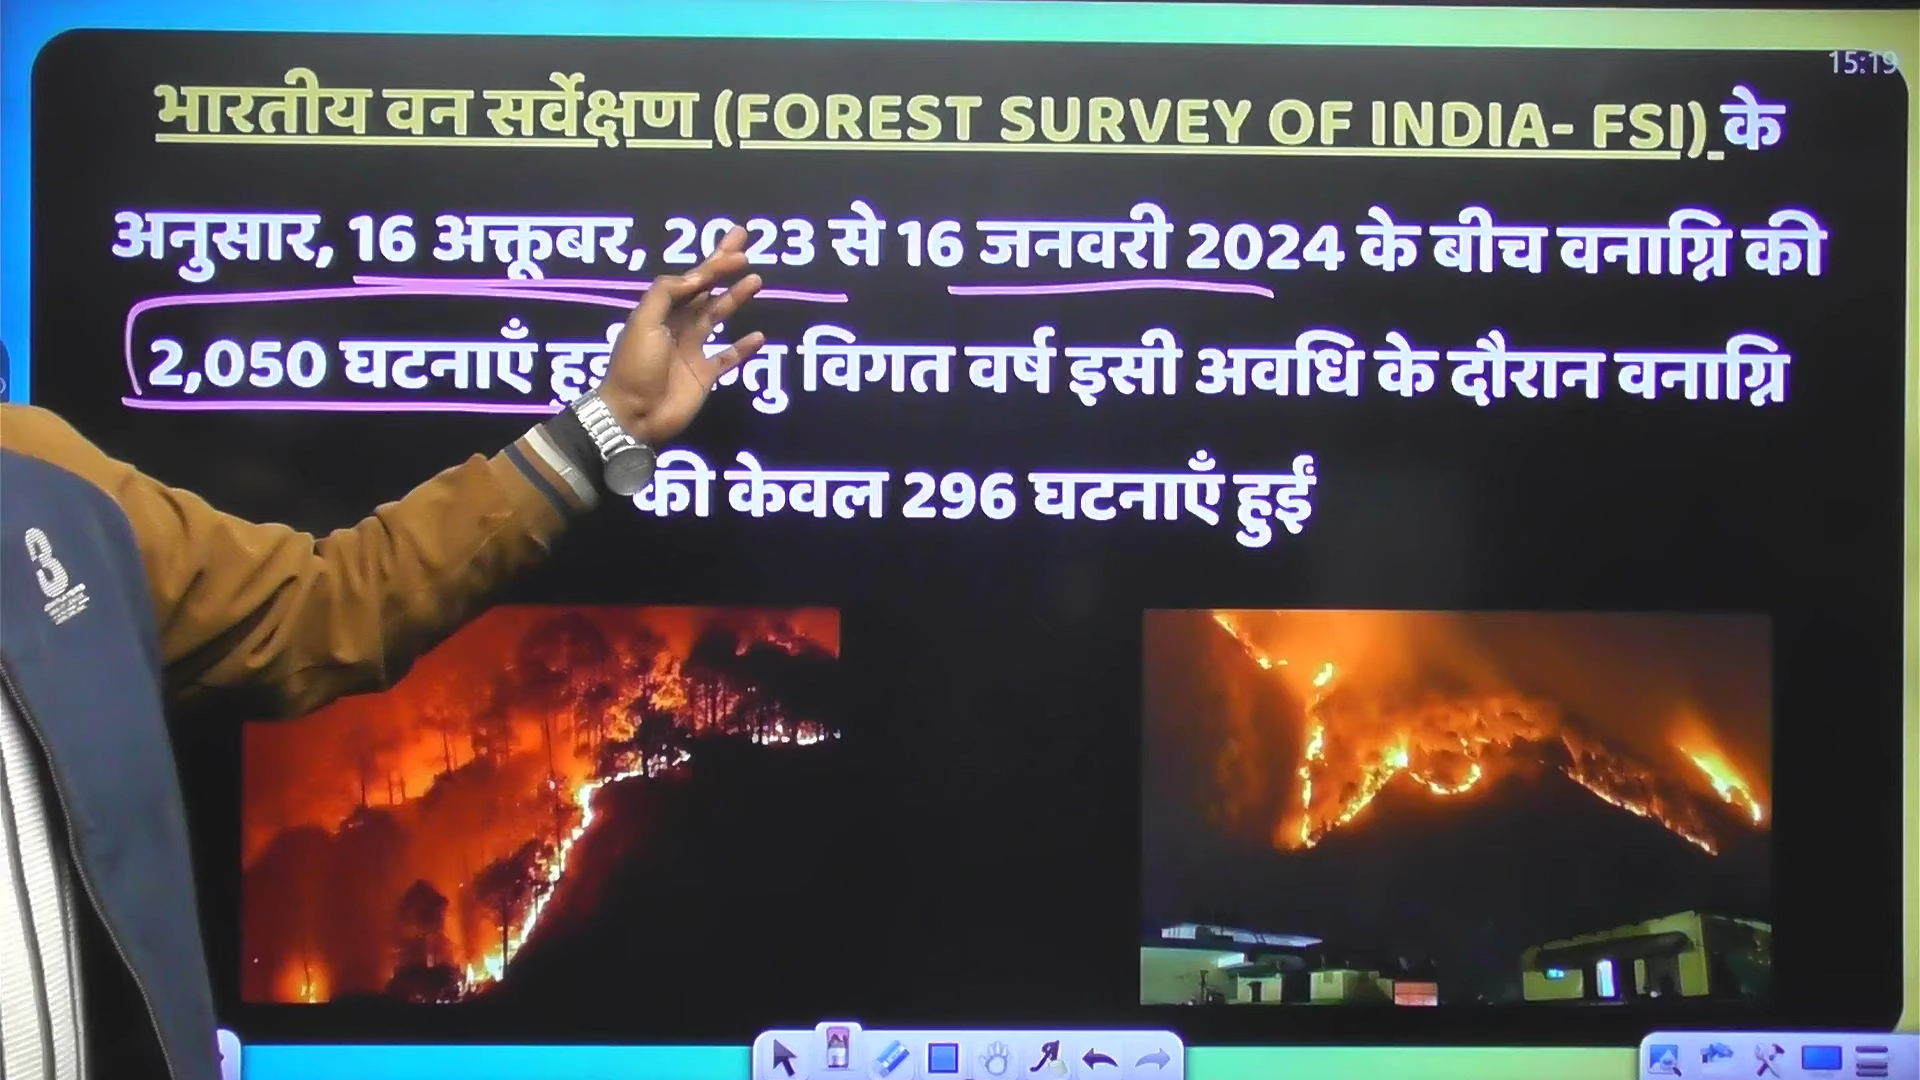 15:19
भारतीय वन सर्वेक्षण (FOREST SURVEY OF INDIA- FSI) के
अनुसार, 16 अक्तूबर, 2023 से 16 जनवरी 2024 के बीच वनाग्नि की
2,050 घटनाएँ हुईं विगत वर्ष इसी अवधि के दौरान वनाग्नि
की केवल 296 घटनाएँ हुईं
3